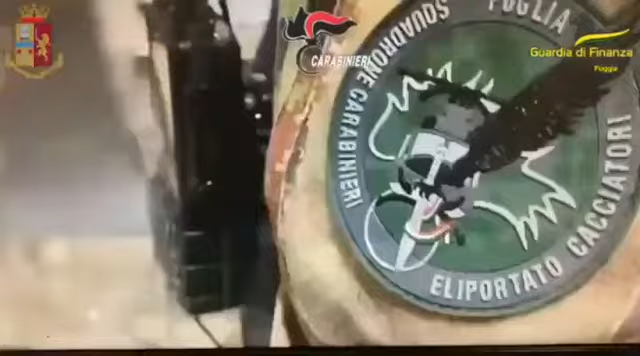 CARABINIERI
Guardia di Finanza
Foggia
SQUADRONE CARABINIERI
ELIPORTATO CACCIATORI
PUGLIA